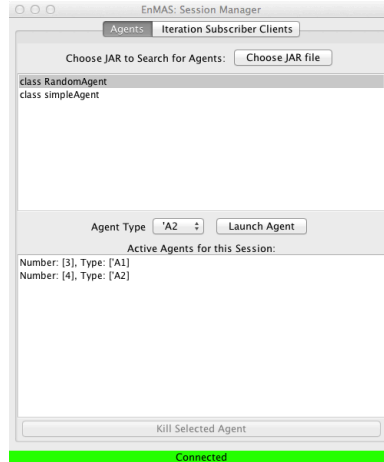 EnMAS: Session Manager
Agents Iteration Subscriber Clients
Choose JAR to Search for Agents: Choose JAR file
class RandomAgent
class simpleAgent
Agent Type 'A2 Launch Agent
Active Agents for this Session:
Number: [3], Type: ['A1]
Number: [4], Type: ['A2]
Kill Selected Agent
Connected